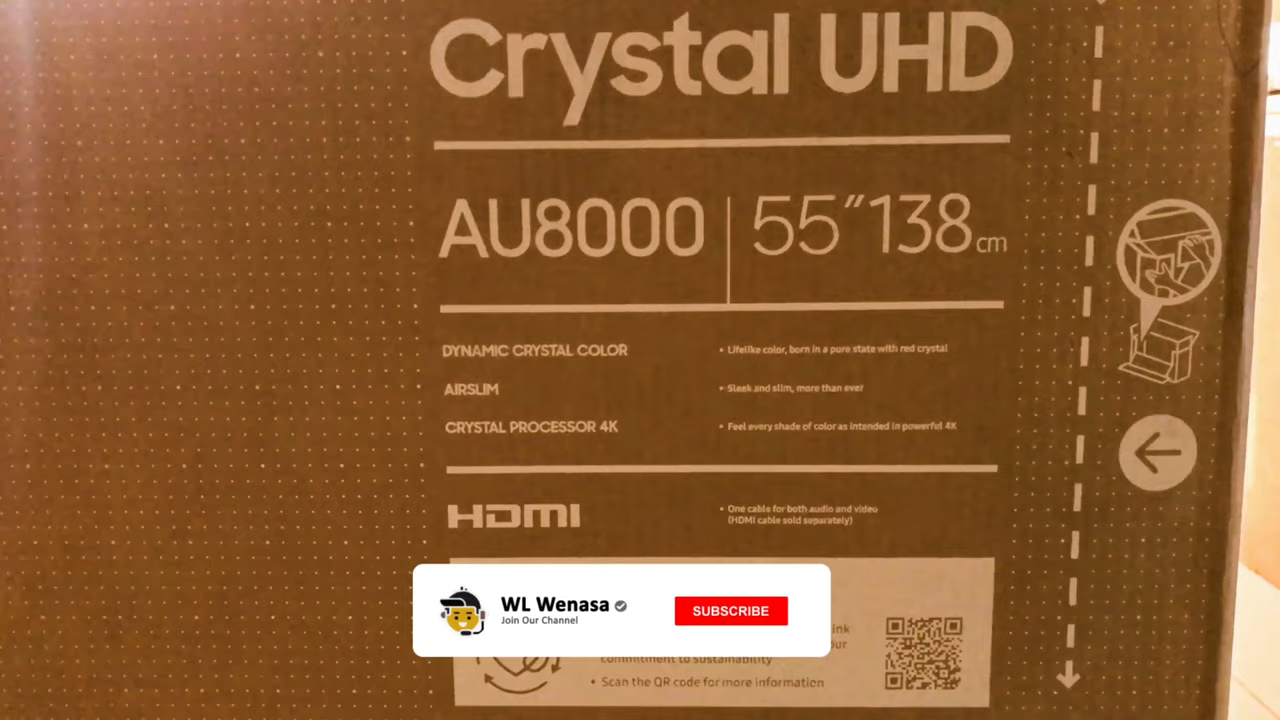 Crystal UHD
AU8000 55″138cm
DYNAMIC CRYSTAL COLOR • Lifelike color, born in a pure state with red crystal
AIRSLIM • Sleek and slim, more than ever
CRYSTAL PROCESSOR 4K • Feel every shade of color as intended in powerful 4K
HDMI • One cable for both audio and video
(HDMI cable sold separately)
WL Wenasa
Join Our Channel
SUBSCRIBE
commitment to sustainability
• Scan the QR code for more information